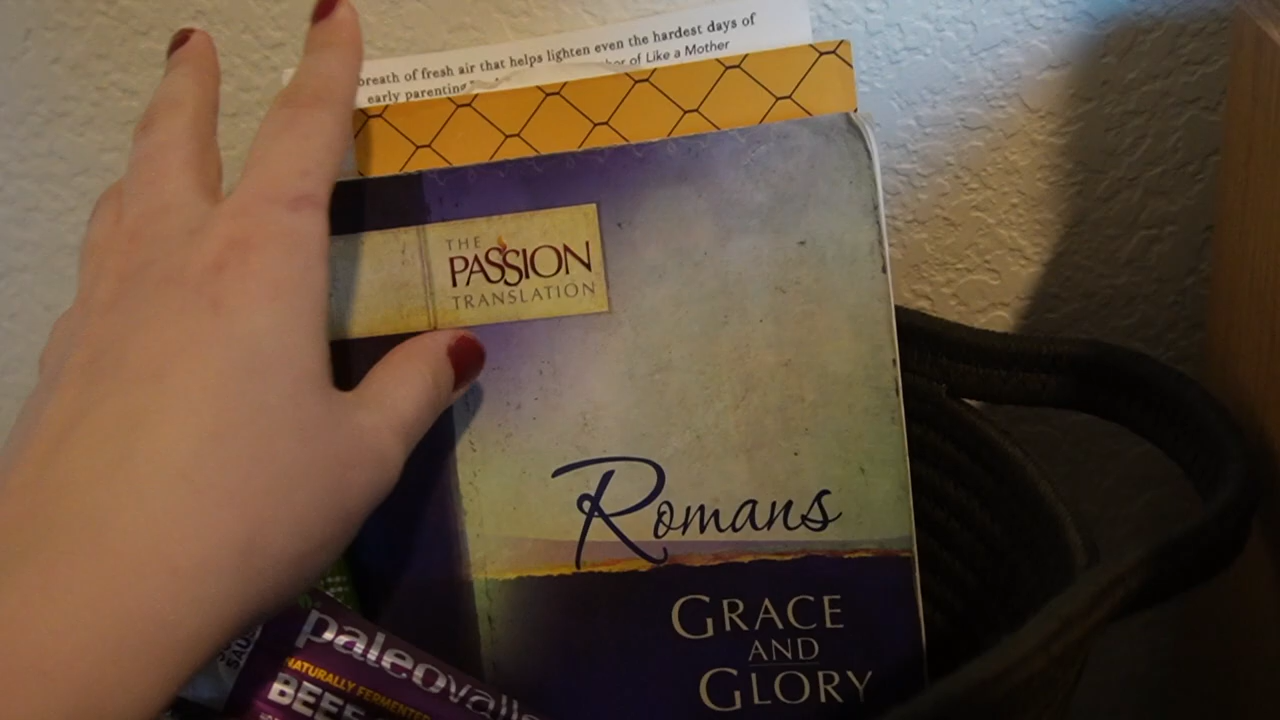 breath of fresh air that helps lighten even the hardest days of
early parenting
of Like a Mother
THE
PASSION
TRANSLATION
Romans
GRACE
AND
GLORY
paleovalle
NATURALLY FERMENTED
BEEF